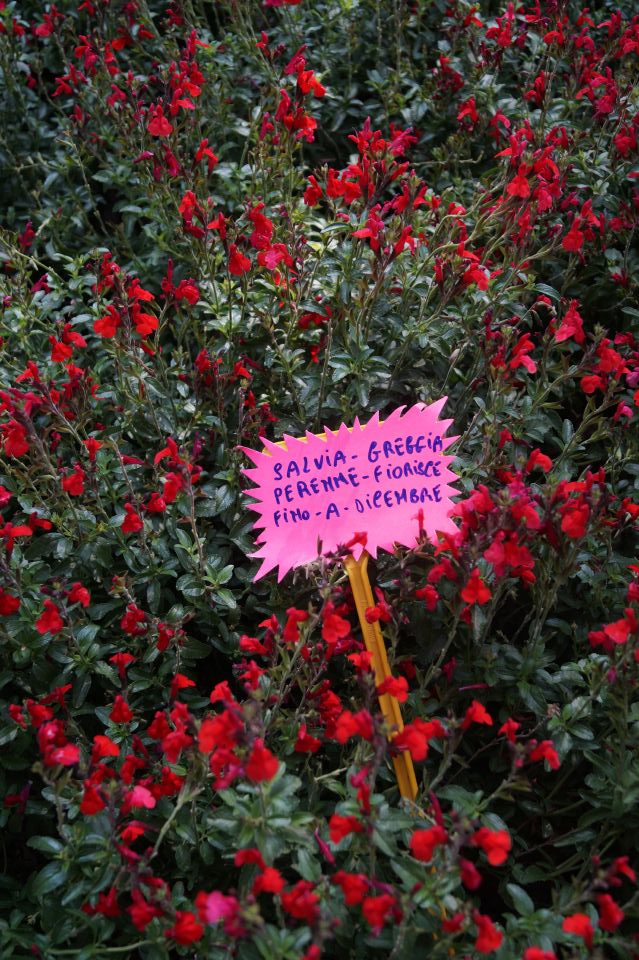 SALVIA - GREGGIA
PERENNE - FIORISCE
FINO - A - DICEMBRE